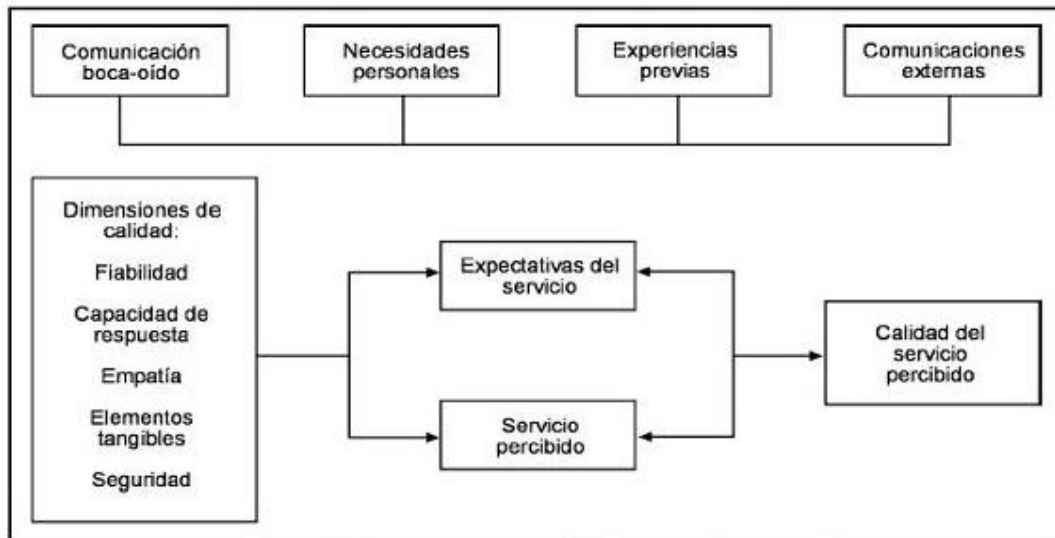 Comunicación
boca-oído
Necesidades
personales
Experiencias
previas
Comunicaciones
externas
Dimensiones de
calidad:
Fiabilidad
Capacidad de
respuesta
Empatía
Elementos
tangibles
Seguridad
Expectativas del
servicio
Servicio
percibido
Calidad del
servicio
percibido